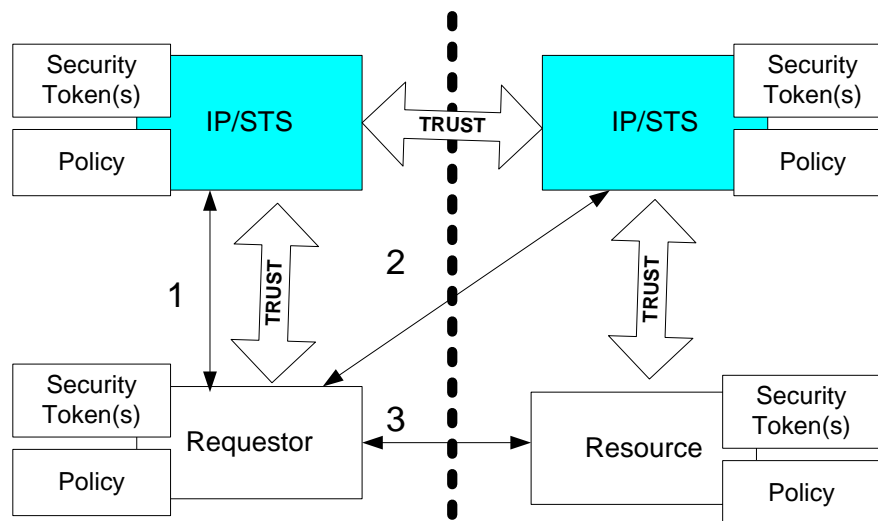 Security
Token(s)
IP/STS
Policy
TRUST
IP/STS
Security
Token(s)
Policy
1
TRUST
2
TRUST
Security
Token(s)
Requestor
Policy
3
Resource
Security
Token(s)
Policy